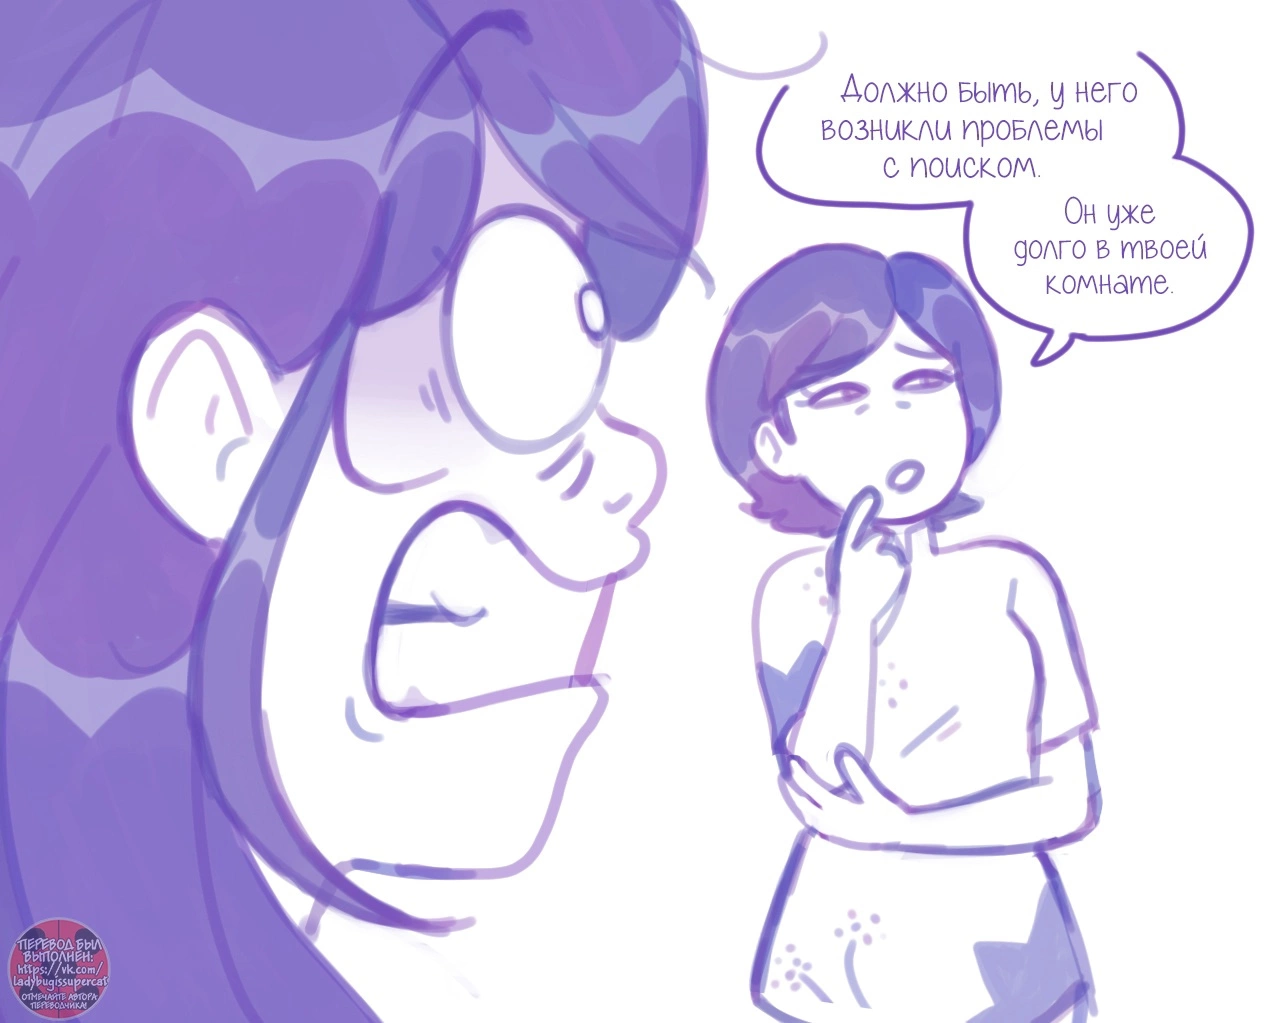 Должно быть, у него
возникли проблемы
с поиском.
Он уже
долго в твоей
комнате.
ПЕРЕВОД БЫЛ
ВЫПОЛНЕН:
https://vk.com/
ladybugissupercat
ОТМЕЧАЙТЕ АВТОРА
ПЕРЕВОДЧИКА!